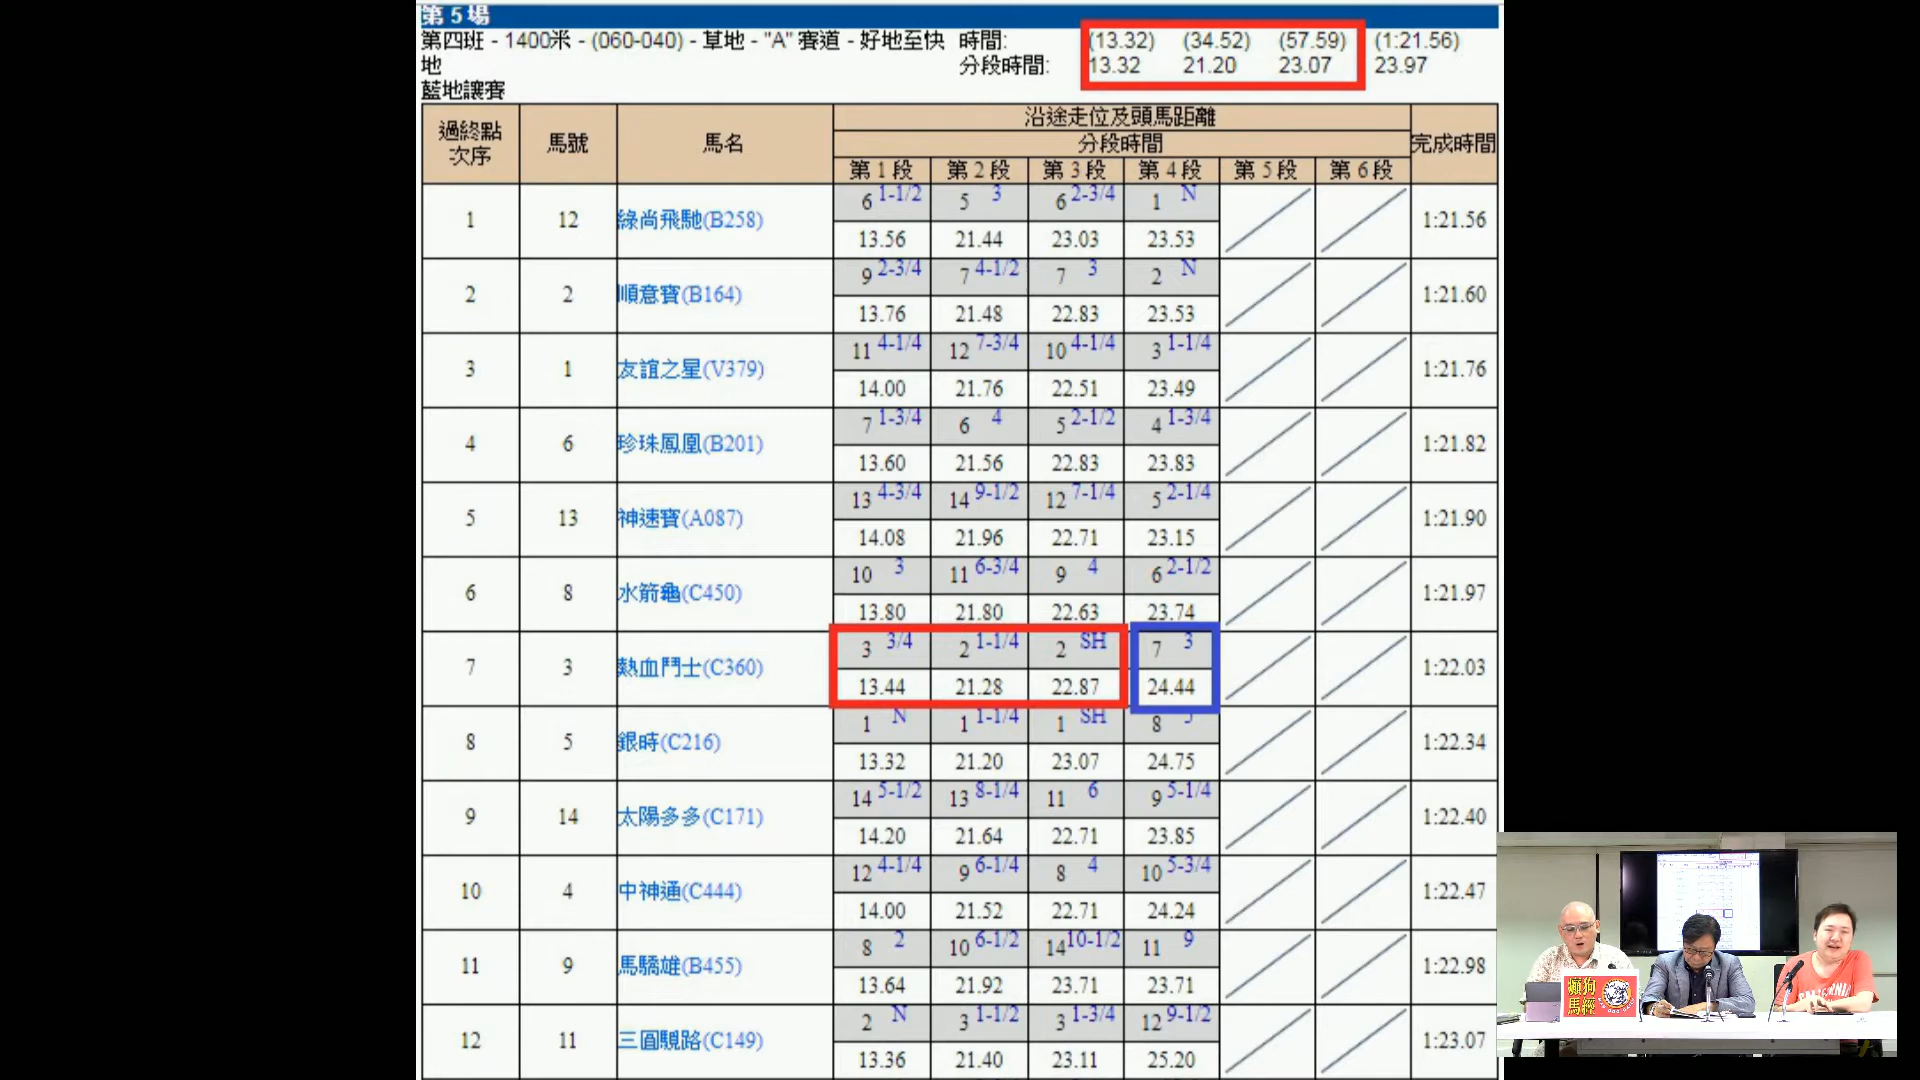 第 5 場
第四班 - 1400米 - (060-040) - 草地 - "A" 賽道 - 好地至快地 時間: (13.32) (34.52) (57.59) (1:21.56)
藍地讓賽 分段時間: 13.32 21.20 23.07 23.97
過終點次序 馬號 馬名 沿途走位及頭馬距離 完成時間
分段時間
第 1 段 第 2 段 第 3 段 第 4 段 第 5 段 第 6 段
1 12 綠尚飛馳(B258) 6 1-1/2 5 3 6 2-3/4 1 N 1:21.56
13.56 21.44 23.03 23.53
2 2 順意寶(B164) 9 2-3/4 7 4-1/2 7 3 2 N 1:21.60
13.76 21.48 22.83 23.53
3 1 友誼之星(V379) 11 4-1/4 12 7-3/4 10 4-1/4 3 1-1/4 1:21.76
14.00 21.76 22.51 23.49
4 6 珍珠鳳凰(B201) 7 1-3/4 6 4 5 2-1/2 4 1-3/4 1:21.82
13.60 21.56 22.83 23.83
5 13 神速寶(A087) 13 4-3/4 14 9-1/2 12 7-1/4 5 2-1/4 1:21.90
14.08 21.96 22.71 23.15
6 8 水箭龜(C450) 10 3 11 6-3/4 9 4 6 2-1/2 1:21.97
13.80 21.80 22.63 23.74
7 3 熱血鬥士(C360) 3 3/4 2 1-1/4 2 SH 7 3 1:22.03
13.44 21.28 22.87 24.44
8 5 銀時(C216) 1 N 1 1-1/4 1 SH 8 5 1:22.34
13.32 21.20 23.07 24.75
9 14 太陽多多(C171) 14 5-1/2 13 8-1/4 11 6 9 5-1/4 1:22.40
14.20 21.64 22.71 23.85
10 4 中神通(C444) 12 4-1/4 9 6-1/4 8 4 10 5-3/4 1:22.47
14.00 21.52 22.71 24.24
11 9 馬驕雄(B455) 8 2 10 6-1/2 14 10-1/2 11 9 1:22.98
13.64 21.92 23.71 23.71
12 11 三圓靚路(C149) 2 N 3 1-1/2 3 1-3/4 12 9-1/2 1:23.07
13.36 21.40 23.11 25.20
癲狗
馬經